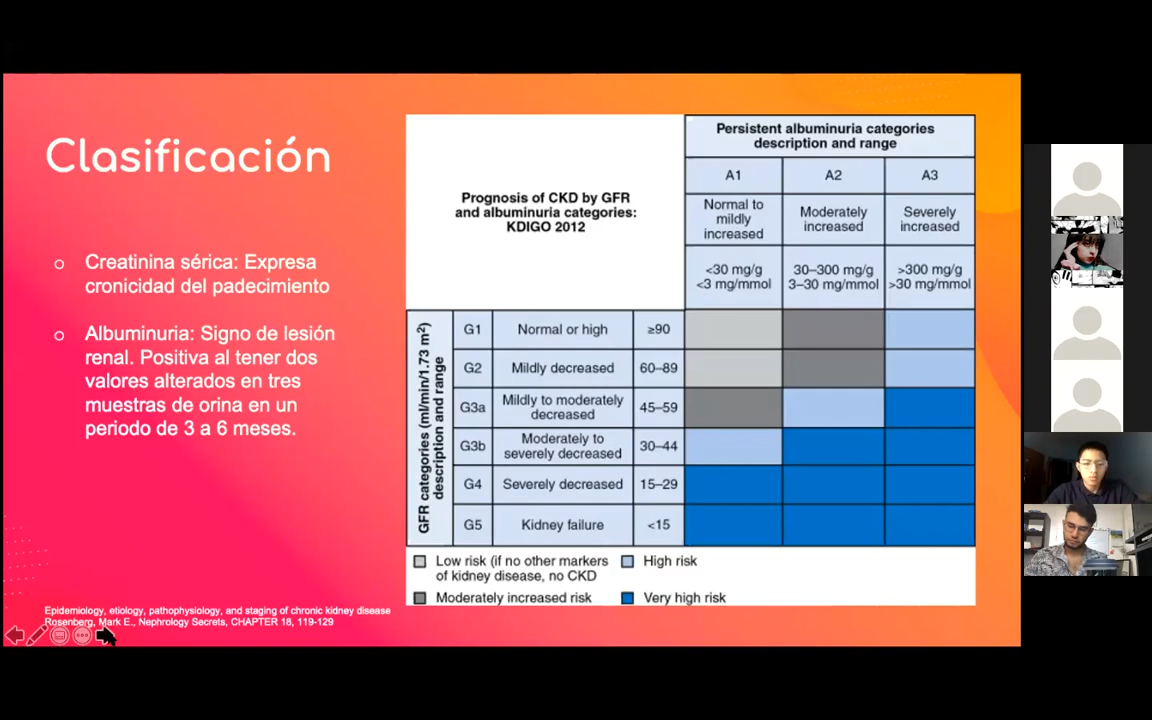 Clasificación
Creatinina sérica: Expresa
cronicidad del padecimiento
Albuminuria: Signo de lesión
renal. Positiva al tener dos
valores alterados en tres
muestras de orina en un
periodo de 3 a 6 meses.
Epidemiology, etiology, pathophysiology, and staging of chronic kidney disease
Rosenberg, Mark E., Nephrology Secrets, CHAPTER 18, 119-129
Prognosis of CKD by GFR
and albuminuria categories:
KDIGO 2012
Persistent albuminuria categories
description and range
A1 A2 A3
Normal to
mildly
increased
Moderately
increased
Severely
increased
<30 mg/g
<3 mg/mmol
30–300 mg/g
3–30 mg/mmol
>300 mg/g
>30 mg/mmol
GFR categories (ml/min/1.73 m²)
description and range
G1 Normal or high ≥90
G2 Mildly decreased 60–89
G3a Mildly to moderately
decreased 45–59
G3b Moderately to
severely decreased 30–44
G4 Severely decreased 15–29
G5 Kidney failure <15
Low risk (if no other markers
of kidney disease, no CKD
Moderately increased risk
High risk
Very high risk